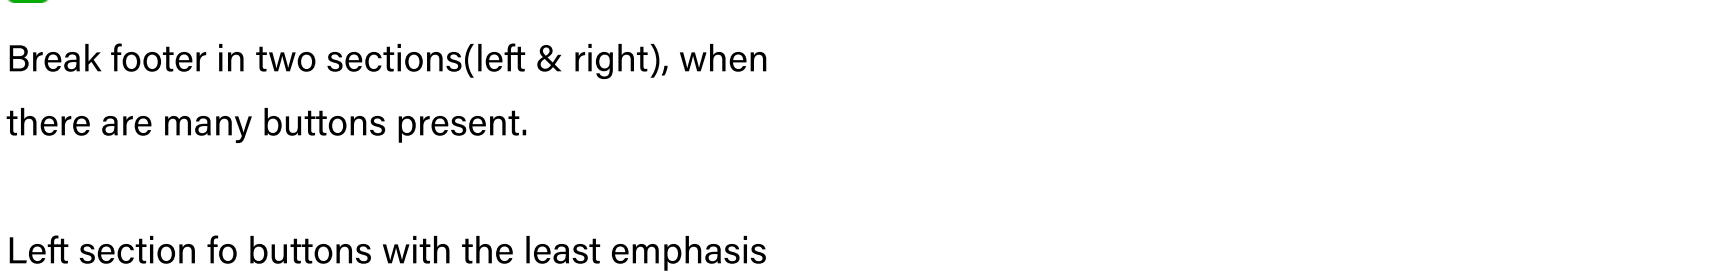 Break footer in two sections(left & right), when
there are many buttons present.
Left section fo buttons with the least emphasis